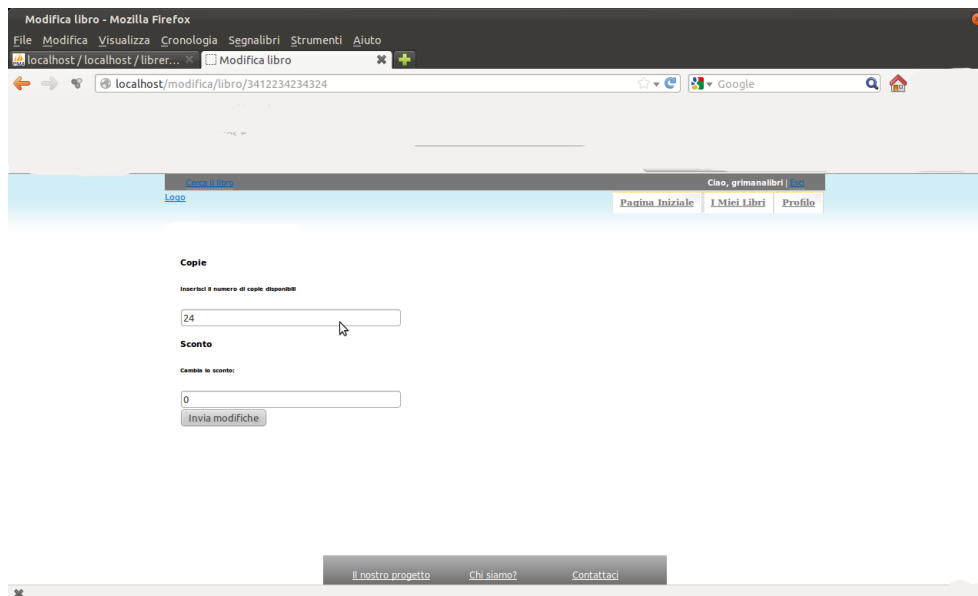 Modifica libro - Mozilla Firefox
File Modifica Visualizza Cronologia Segnalibri Strumenti Aiuto
localhost / localhost / librer... Modifica libro
localhost/modifica/libro/3412234234324 Google
Cerca il libro Ciao, grimanalibri | Esci
Logo Pagina Iniziale I Miei Libri Profilo
Copie
Inserisci il numero di copie disponibili
24
Sconto
Cambia lo sconto:
0
Invia modifiche
Il nostro progetto Chi siamo? Contattaci